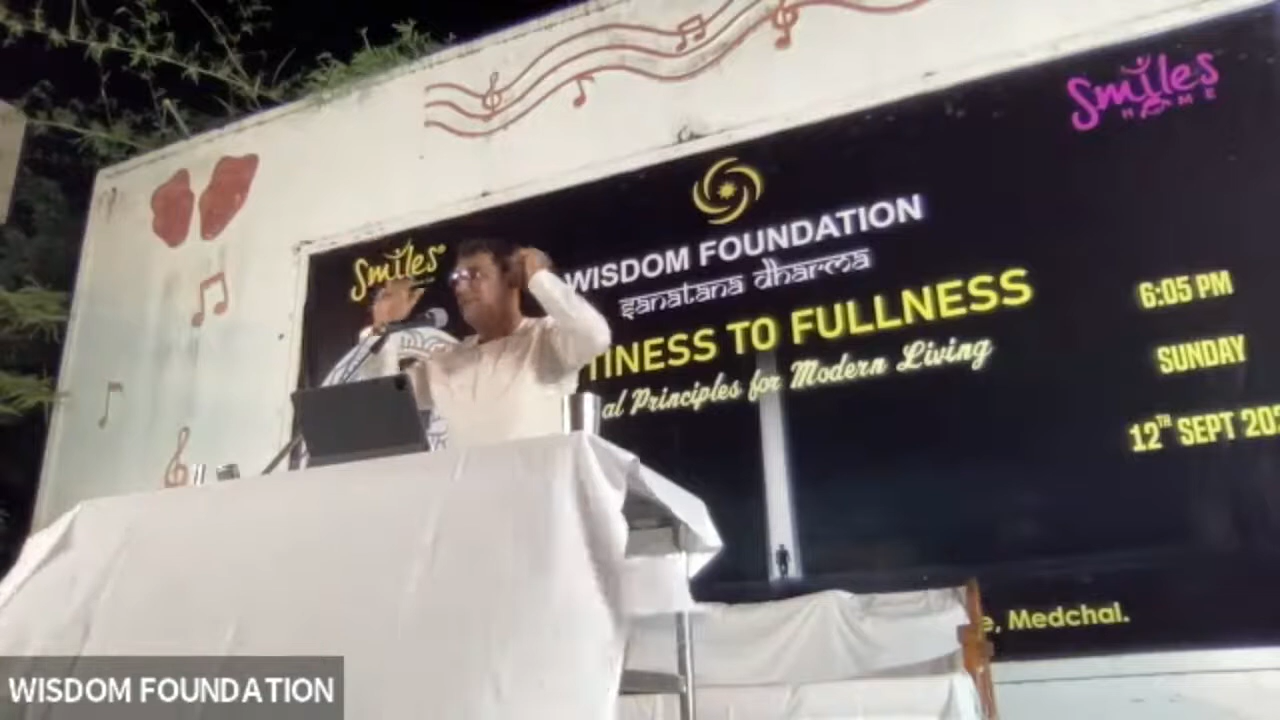 Smiles
HOME
Smiles
WISDOM FOUNDATION
sanatana dharma
TINESS TO FULLNESS
al Principles for Modern Living
6:05 PM
SUNDAY
12TH SEPT 202
e, Medchal.
WISDOM FOUNDATION